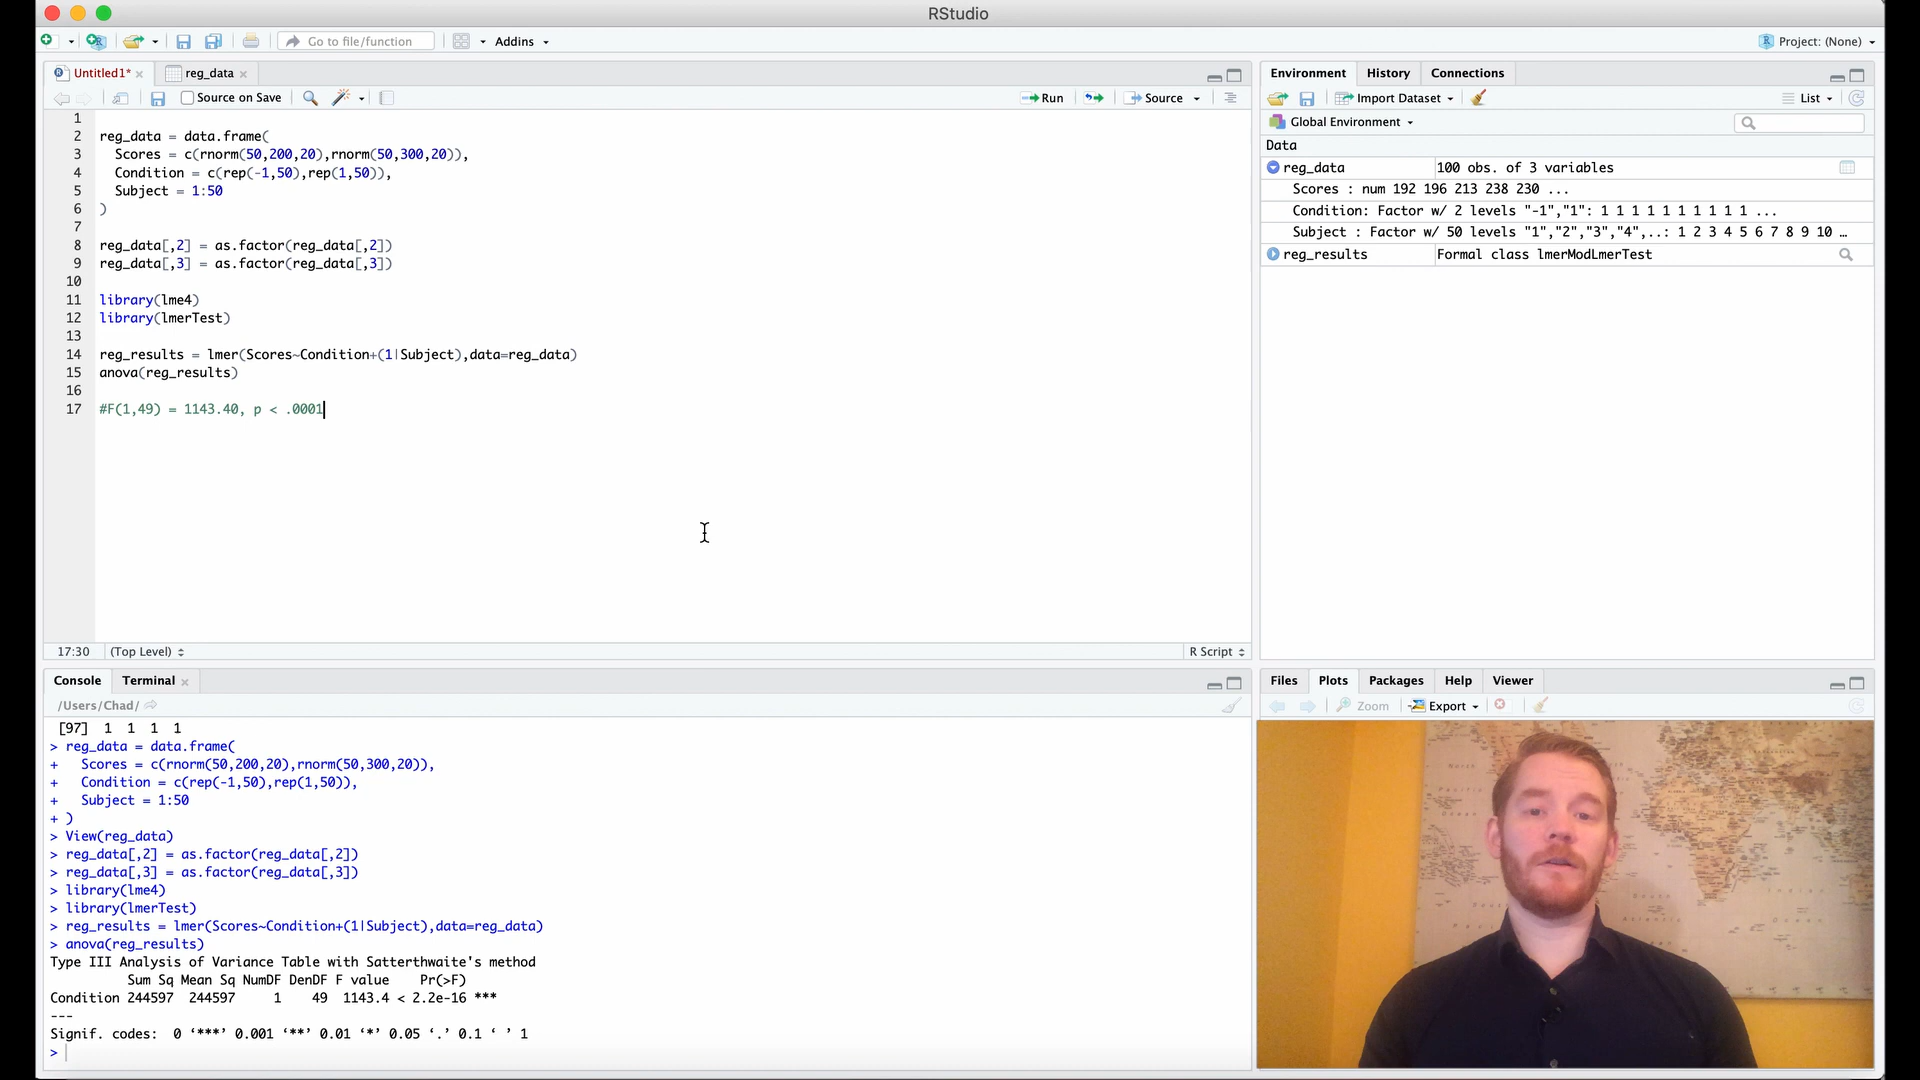 RStudio
Go to file/function
Addins
Project: (None)
Untitled1*
reg_data
Source on Save
Run
Source
1
2 reg_data = data.frame(
3 Scores = c(rnorm(50,200,20),rnorm(50,300,20)),
4 Condition = c(rep(-1,50),rep(1,50)),
5 Subject = 1:50
6 )
7
8 reg_data[,2] = as.factor(reg_data[,2])
9 reg_data[,3] = as.factor(reg_data[,3])
10
11 library(lme4)
12 library(lmerTest)
13
14 reg_results = lmer(Scores~Condition+(1|Subject),data=reg_data)
15 anova(reg_results)
16
17 #F(1,49) = 1143.40, p < .0001
17:30 (Top Level) R Script
Console Terminal
/Users/Chad/
[97] 1 1 1 1
> reg_data = data.frame(
+ Scores = c(rnorm(50,200,20),rnorm(50,300,20)),
+ Condition = c(rep(-1,50),rep(1,50)),
+ Subject = 1:50
+ )
> View(reg_data)
> reg_data[,2] = as.factor(reg_data[,2])
> reg_data[,3] = as.factor(reg_data[,3])
> library(lme4)
> library(lmerTest)
> reg_results = lmer(Scores~Condition+(1|Subject),data=reg_data)
> anova(reg_results)
Type III Analysis of Variance Table with Satterthwaite's method
Sum Sq Mean Sq NumDF DenDF F value Pr(>F)
Condition 244597 244597 1 49 1143.4 < 2.2e-16 ***
---
Signif. codes: 0 ‘***’ 0.001 ‘**’ 0.01 ‘*’ 0.05 ‘.’ 0.1 ‘ ’ 1
>
Environment History Connections
Import Dataset
List
Global Environment
Data
reg_data 100 obs. of 3 variables
Scores : num 192 196 213 238 230 ...
Condition: Factor w/ 2 levels "-1","1": 1 1 1 1 1 1 1 1 1 1 ...
Subject : Factor w/ 50 levels "1","2","3","4",..: 1 2 3 4 5 6 7 8 9 10 …
reg_results Formal class lmerModLmerTest
Files Plots Packages Help Viewer
Zoom
Export